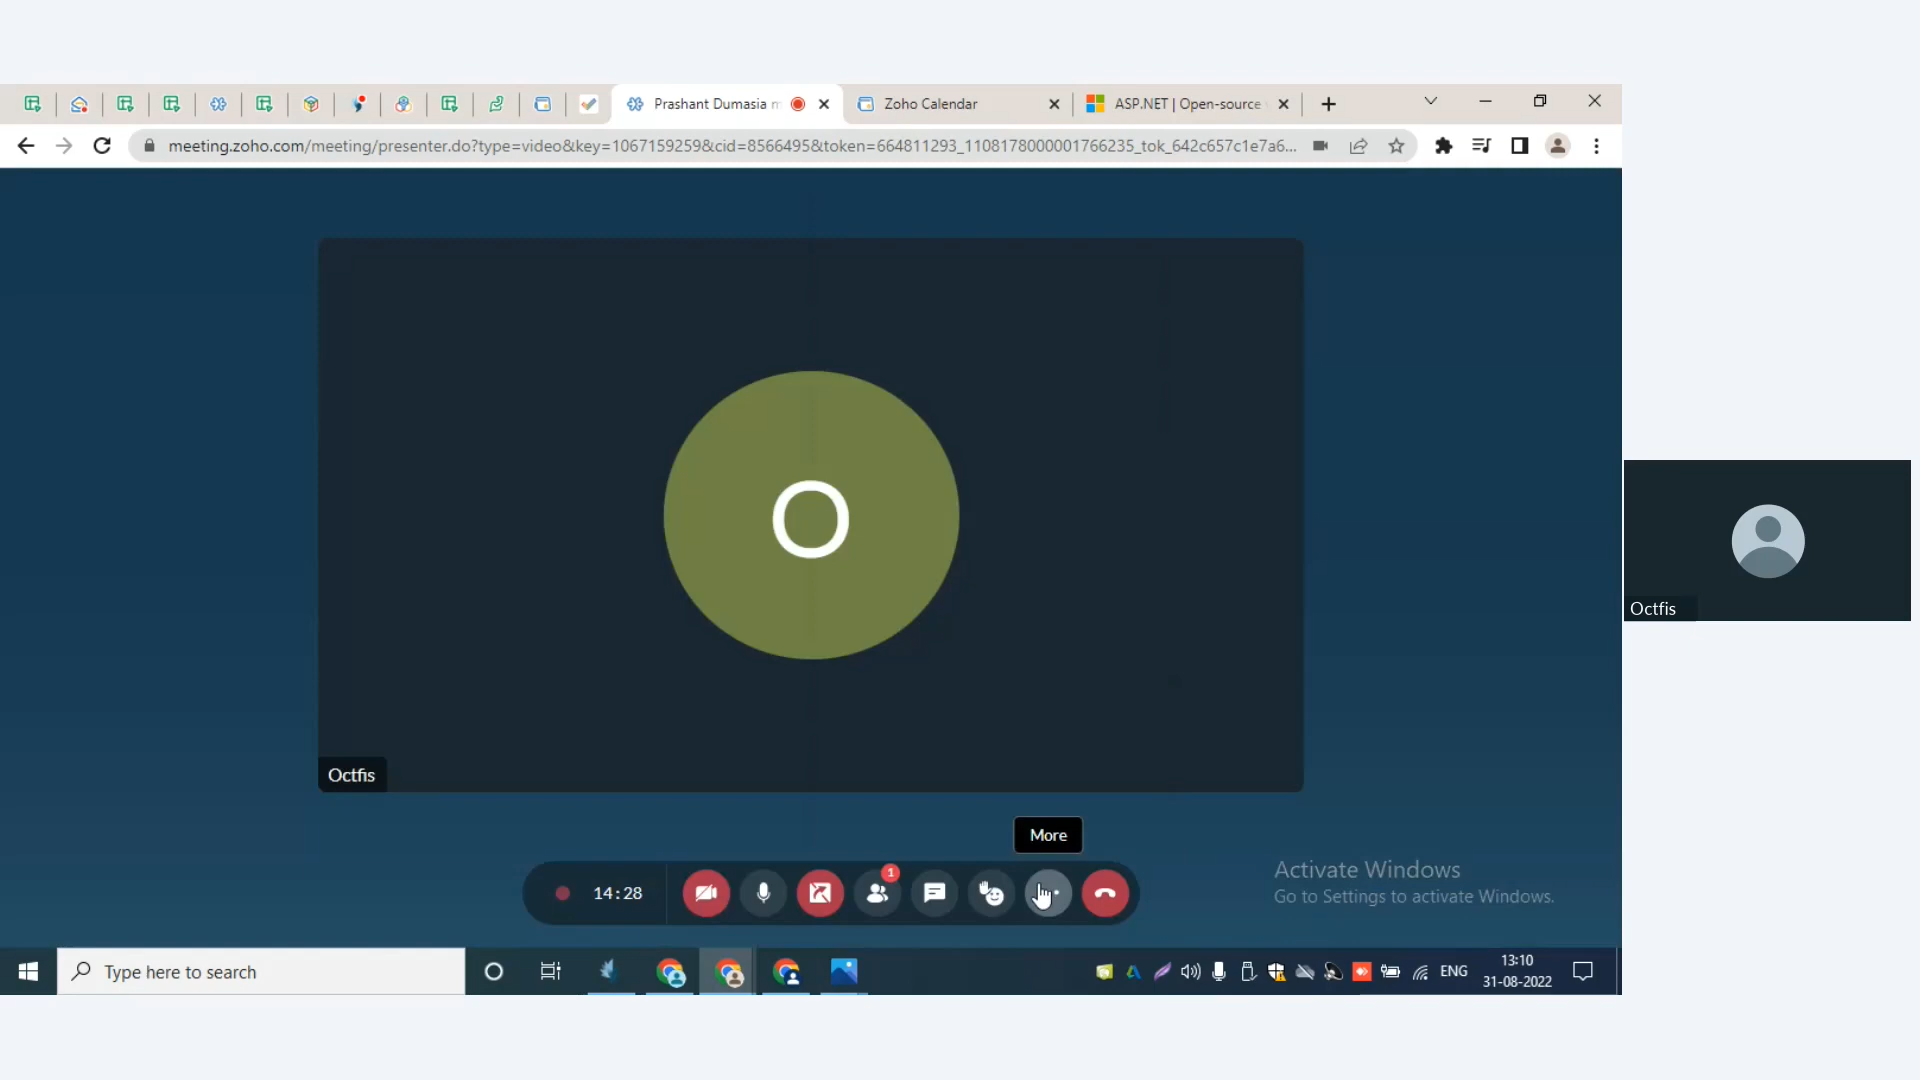 Prashant Dumasia m
Zoho Calendar
ASP.NET | Open-source
meeting.zoho.com/meeting/presenter.do?type=video&key=1067159259&cid=8566495&token=664811293_1108178000001766235_tok_642c657c1e7a6...
O
Octfis
Octfis
More
1
14:28
Activate Windows
Go to Settings to activate Windows.
Type here to search
ENG
13:10
31-08-2022